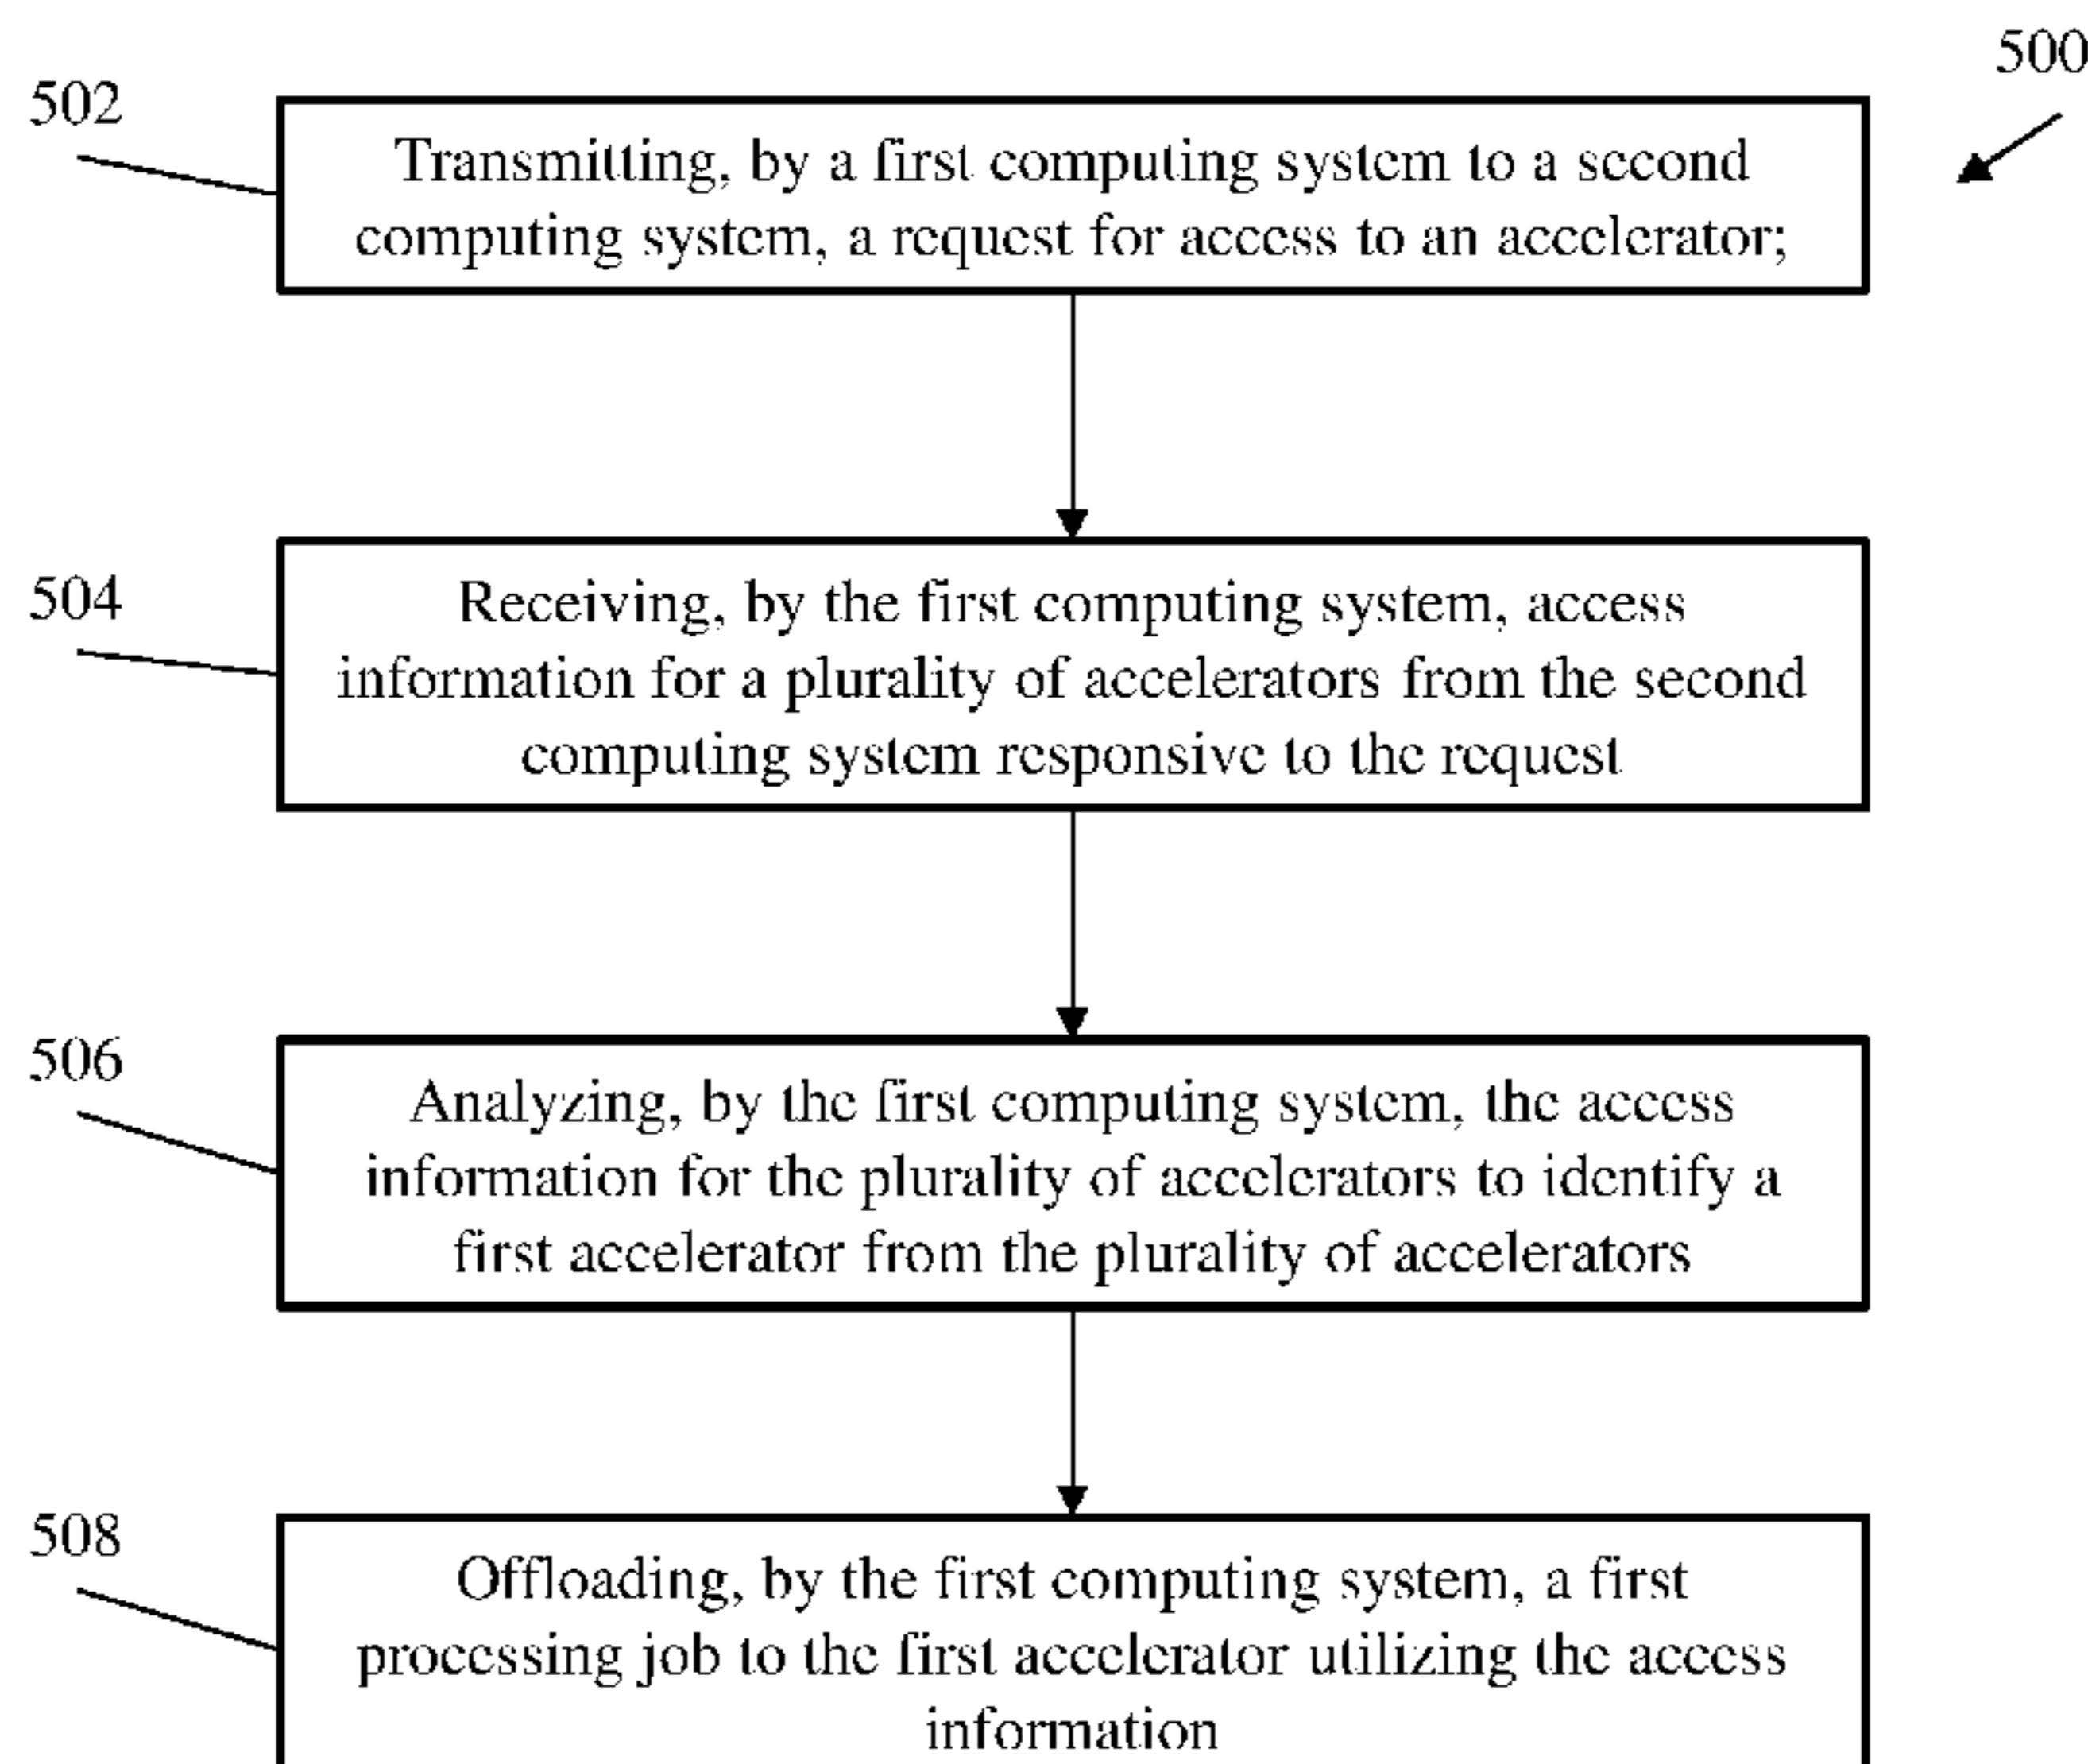 500
502
Transmitting, by a first computing system to a second
computing system, a request for access to an accelerator;
504
Receiving, by the first computing system, access
information for a plurality of accelerators from the second
computing system responsive to the request
506
Analyzing, by the first computing system, the access
information for the plurality of accelerators to identify a
first accelerator from the plurality of accelerators
508
Offloading, by the first computing system, a first
processing job to the first accelerator utilizing the access
information